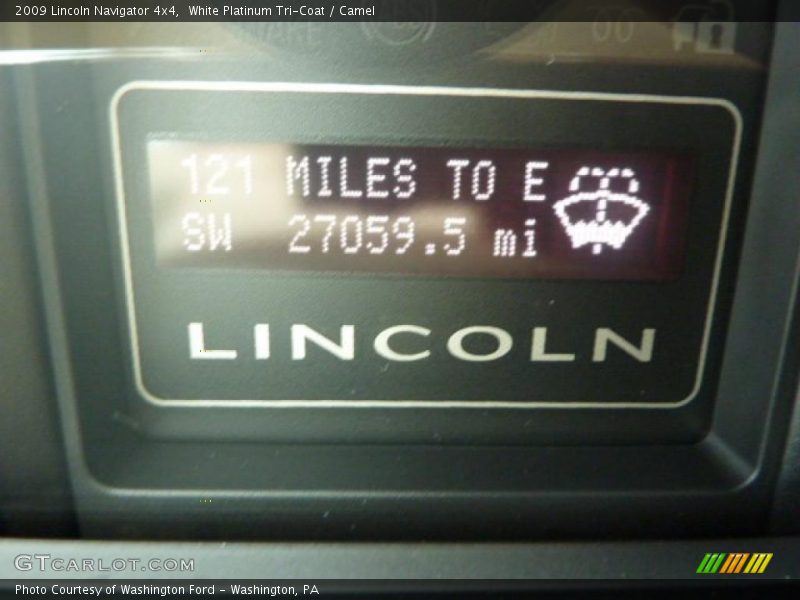 2009 Lincoln Navigator 4x4, White Platinum Tri-Coat / Camel
121 MILES TO E
SW 27059.5 mi
LINCOLN
GTCARLOT.COM
Photo Courtesy of Washington Ford - Washington, PA